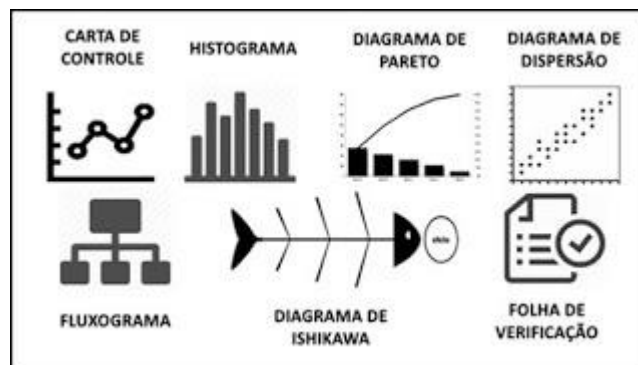 CARTA DE
CONTROLE
HISTOGRAMA
DIAGRAMA DE
PARETO
DIAGRAMA DE
DISPERSÃO
FLUXOGRAMA
DIAGRAMA DE
ISHIKAWA
FOLHA DE
VERIFICAÇÃO